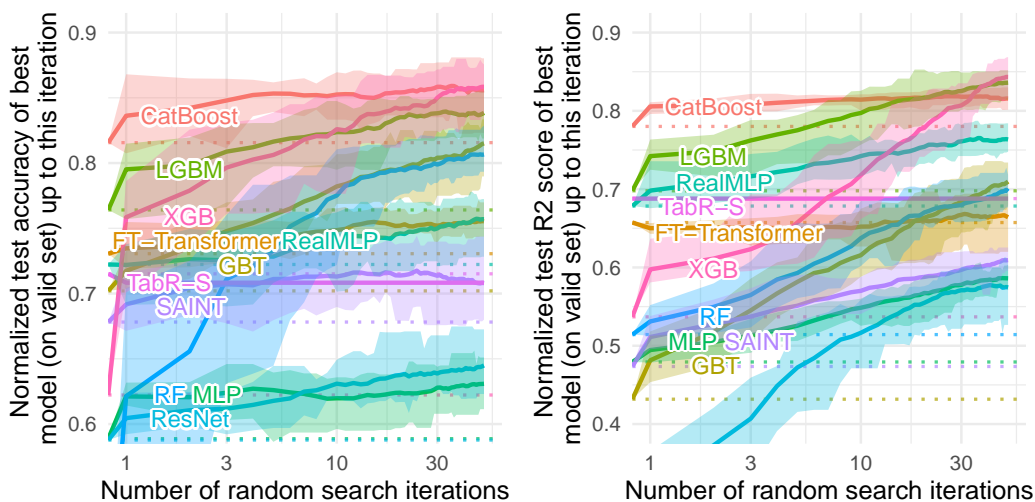 Normalized test accuracy of best
model (on valid set) up to this iteration
0.9
0.8
0.7
0.6
CatBoost
LGBM
XGB
FT−Transformer RealMLP
GBT
TabR−S
SAINT
RF MLP
ResNet
1 3 10 30
Number of random search iterations
Normalized test R2 score of best
model (on valid set) up to this iteration
0.9
0.8
0.7
0.6
0.5
0.4
CatBoost
LGBM
RealMLP
TabR−S
FT−Transformer
XGB
RF
MLP SAINT
GBT
1 3 10 30
Number of random search iterations